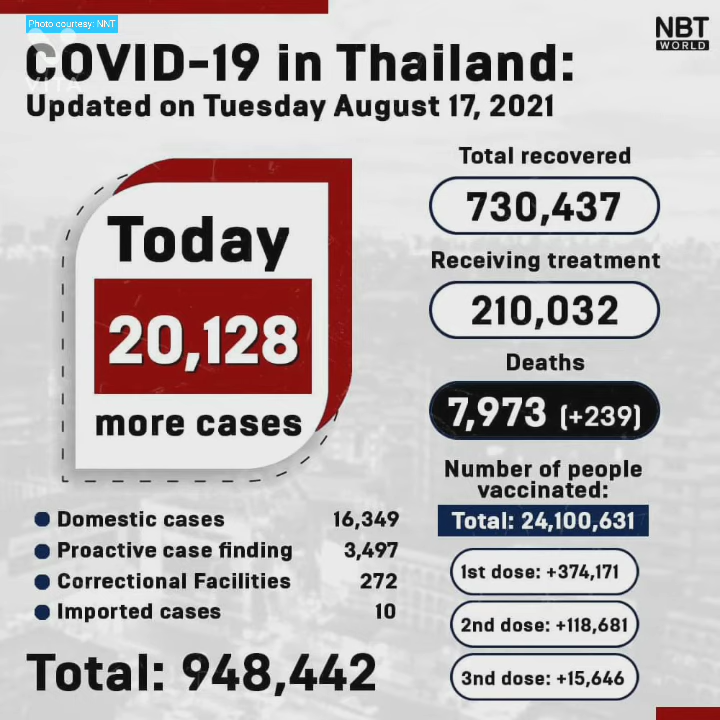 Photo courtesy: NNT
NBT
WORLD
VITA
COVID-19 in Thailand:
Updated on Tuesday August 17, 2021
Today
20,128
more cases
Domestic cases 16,349
Proactive case finding 3,497
Correctional Facilities 272
Imported cases 10
Total: 948,442
Total recovered
730,437
Receiving treatment
210,032
Deaths
7,973 (+239)
Number of people
vaccinated:
Total: 24,100,631
1st dose: +374,171
2nd dose: +118,681
3nd dose: +15,646